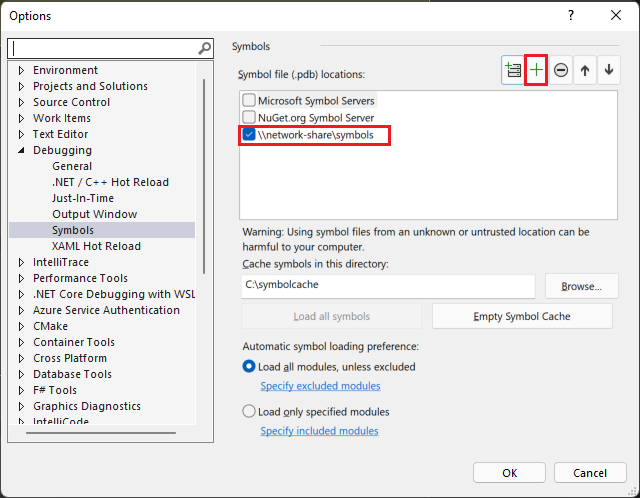 Options
?
Environment
Projects and Solutions
Source Control
Work Items
Text Editor
Debugging
General
.NET / C++ Hot Reload
Just-In-Time
Output Window
Symbols
XAML Hot Reload
IntelliTrace
Performance Tools
.NET Core Debugging with WSL
Azure Service Authentication
CMake
Container Tools
Cross Platform
Database Tools
F# Tools
Graphics Diagnostics
IntelliCode
Symbols
Symbol file (.pdb) locations:
Microsoft Symbol Servers
NuGet.org Symbol Server
\\network-share\symbols
Warning: Using symbol files from an unknown or untrusted location can be
harmful to your computer.
Cache symbols in this directory:
C:\symbolcache
Browse...
Load all symbols
Empty Symbol Cache
Automatic symbol loading preference:
Load all modules, unless excluded
Specify excluded modules
Load only specified modules
Specify included modules
OK
Cancel